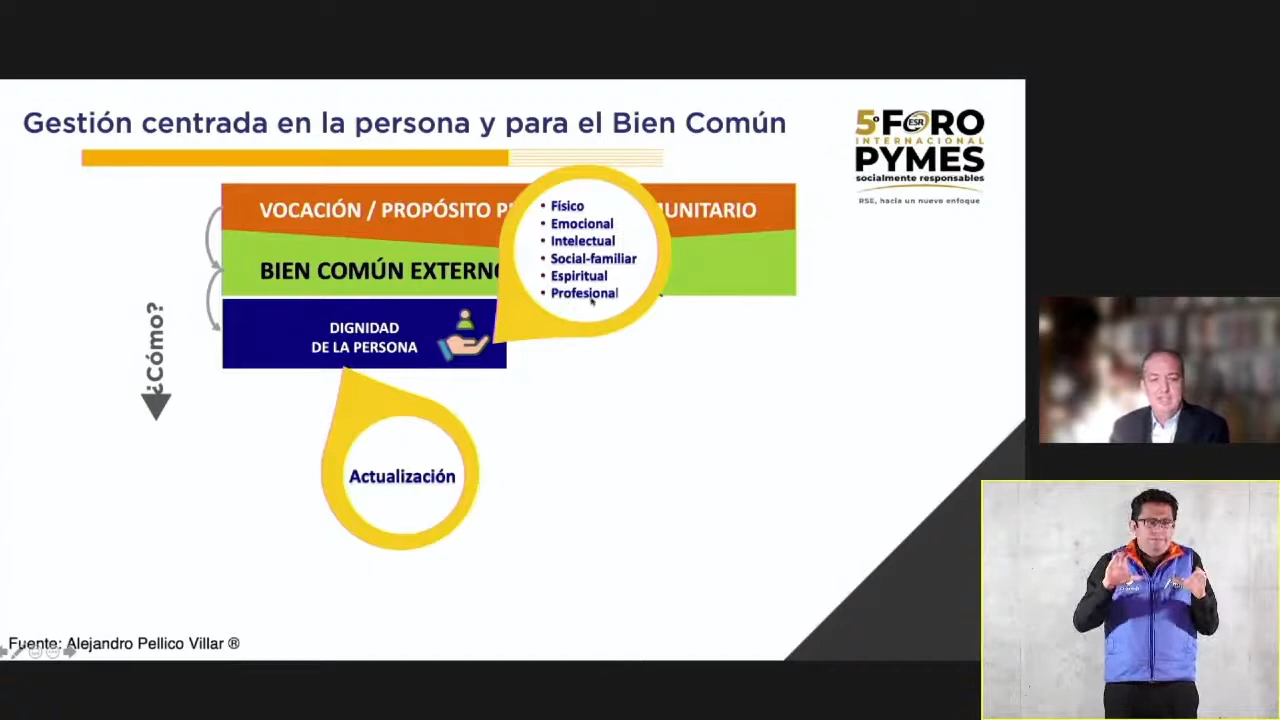 Gestión centrada en la persona y para el Bien Común
5º FORO
ESR
INTERNACIONAL
PYMES
socialmente responsables
RSE, hacia un nuevo enfoque
VOCACIÓN / PROPÓSITO
UNITARIO
• Físico
• Emocional
• Intelectual
• Social-familiar
• Espiritual
• Profesional
BIEN COMÚN EXTERNO
¿Cómo?
DIGNIDAD
DE LA PERSONA
Actualización
Fuente: Alejandro Pellico Villar ®